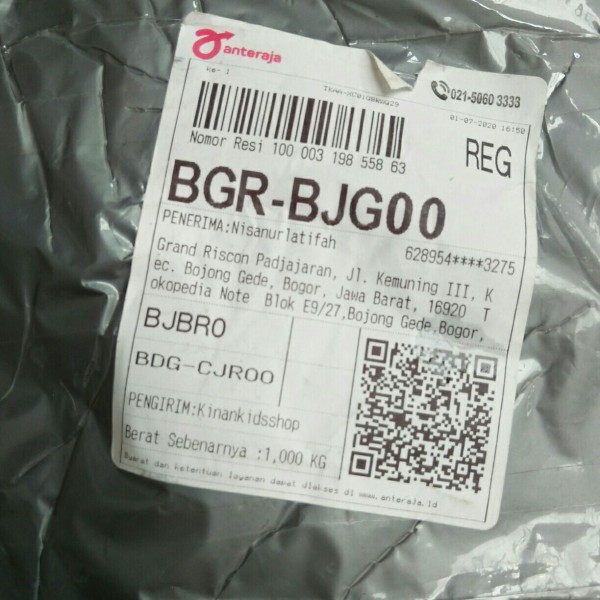 anteraja
021-5060 3333
01-07-2020 16:50
Nomor Resi 100 003 198 558 63
REG
BGR-BJG00
PENERIMA:Nisanurlatifah
628954****3275
Grand Riscon Padjajaran, Jl. Kemuning III, K
ec. Bojong Gede, Bogor, Jawa Barat, 16920 T
okopedia Note Blok E9/27,Bojong Gede,Bogor,
BJBR0
BDG-CJR00
PENGIRIM:Kinankidsshop
Berat Sebenarnya :1,000 KG
Syarat dan ketentuan layanan dapat diakses di www.anteraja.id